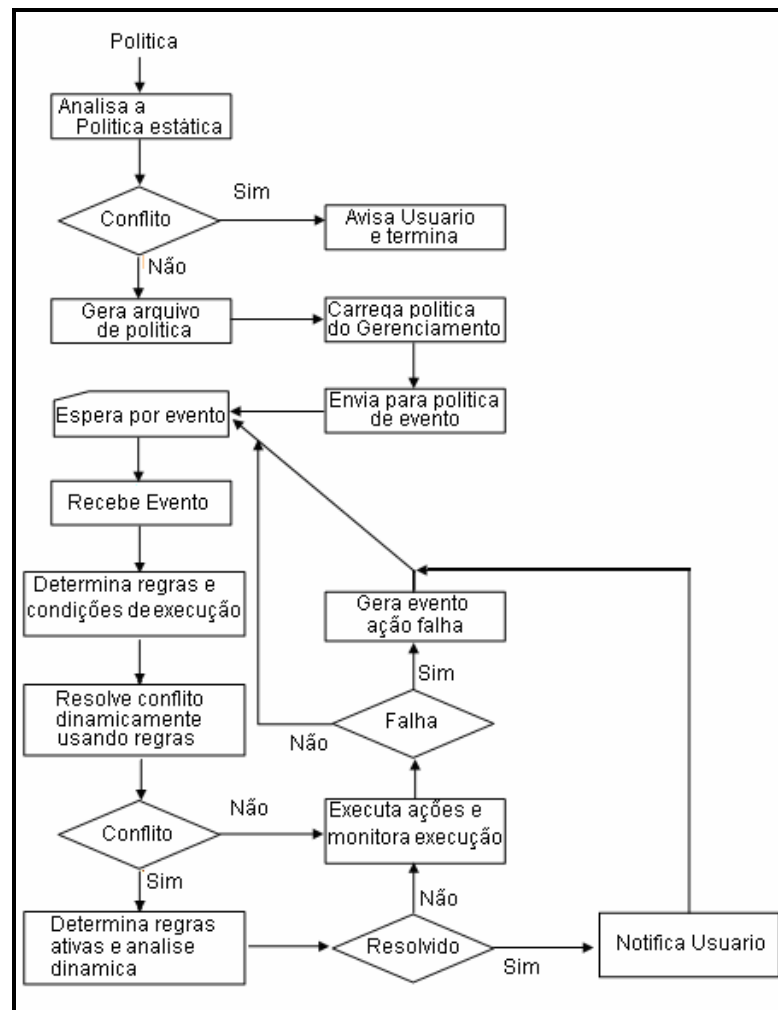 Politica
Analisa a
Politica estática
Sim
Conflito
Avisa Usuario
e termina
Não
Gera arquivo
de politica
Carrega politica
do Gerenciamento
Envia para politica
de evento
Espera por evento
Recebe Evento
Determina regras e
condições de execução
Gera evento
ação falha
Sim
Resolve conflito
dinamicamente
usando regras
Falha
Não
Não
Executa ações e
monitora execução
Conflito
Sim
Não
Determina regras
ativas e analise
dinamica
Resolvido
Sim
Notifica Usuario